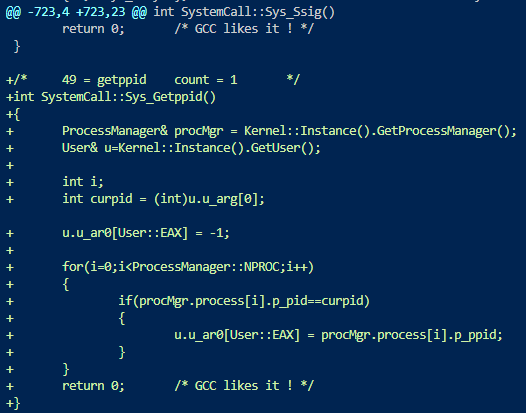 @@ -723,4 +723,23 @@ int SystemCall::Sys_Ssig()
        return 0;       /* GCC likes it ! */
 }

+/*     49 = getppid    count = 1       */
+int SystemCall::Sys_Getppid()
+{
+       ProcessManager& procMgr = Kernel::Instance().GetProcessManager();
+       User& u=Kernel::Instance().GetUser();
+
+       int i;
+       int curpid = (int)u.u_arg[0];
+
+       u.u_ar0[User::EAX] = -1;
+
+       for(i=0;i<ProcessManager::NPROC;i++)
+       {
+               if(procMgr.process[i].p_pid==curpid)
+               {
+                       u.u_ar0[User::EAX] = procMgr.process[i].p_ppid;
+               }
+       }
+       return 0;       /* GCC likes it ! */
+}